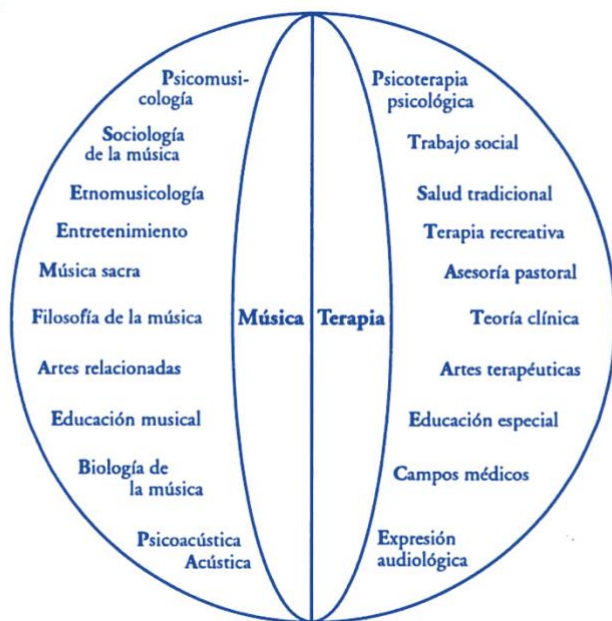 Psicomusi-
cología
Sociología
de la música
Etnomusicología
Entretenimiento
Música sacra
Filosofía de la música
Artes relacionadas
Educación musical
Biología de
la música
Psicoacústica
Acústica
Música
Terapia
Psicoterapia
psicológica
Trabajo social
Salud tradicional
Terapia recreativa
Asesoría pastoral
Teoría clínica
Artes terapéuticas
Educación especial
Campos médicos
Expresión
audiológica